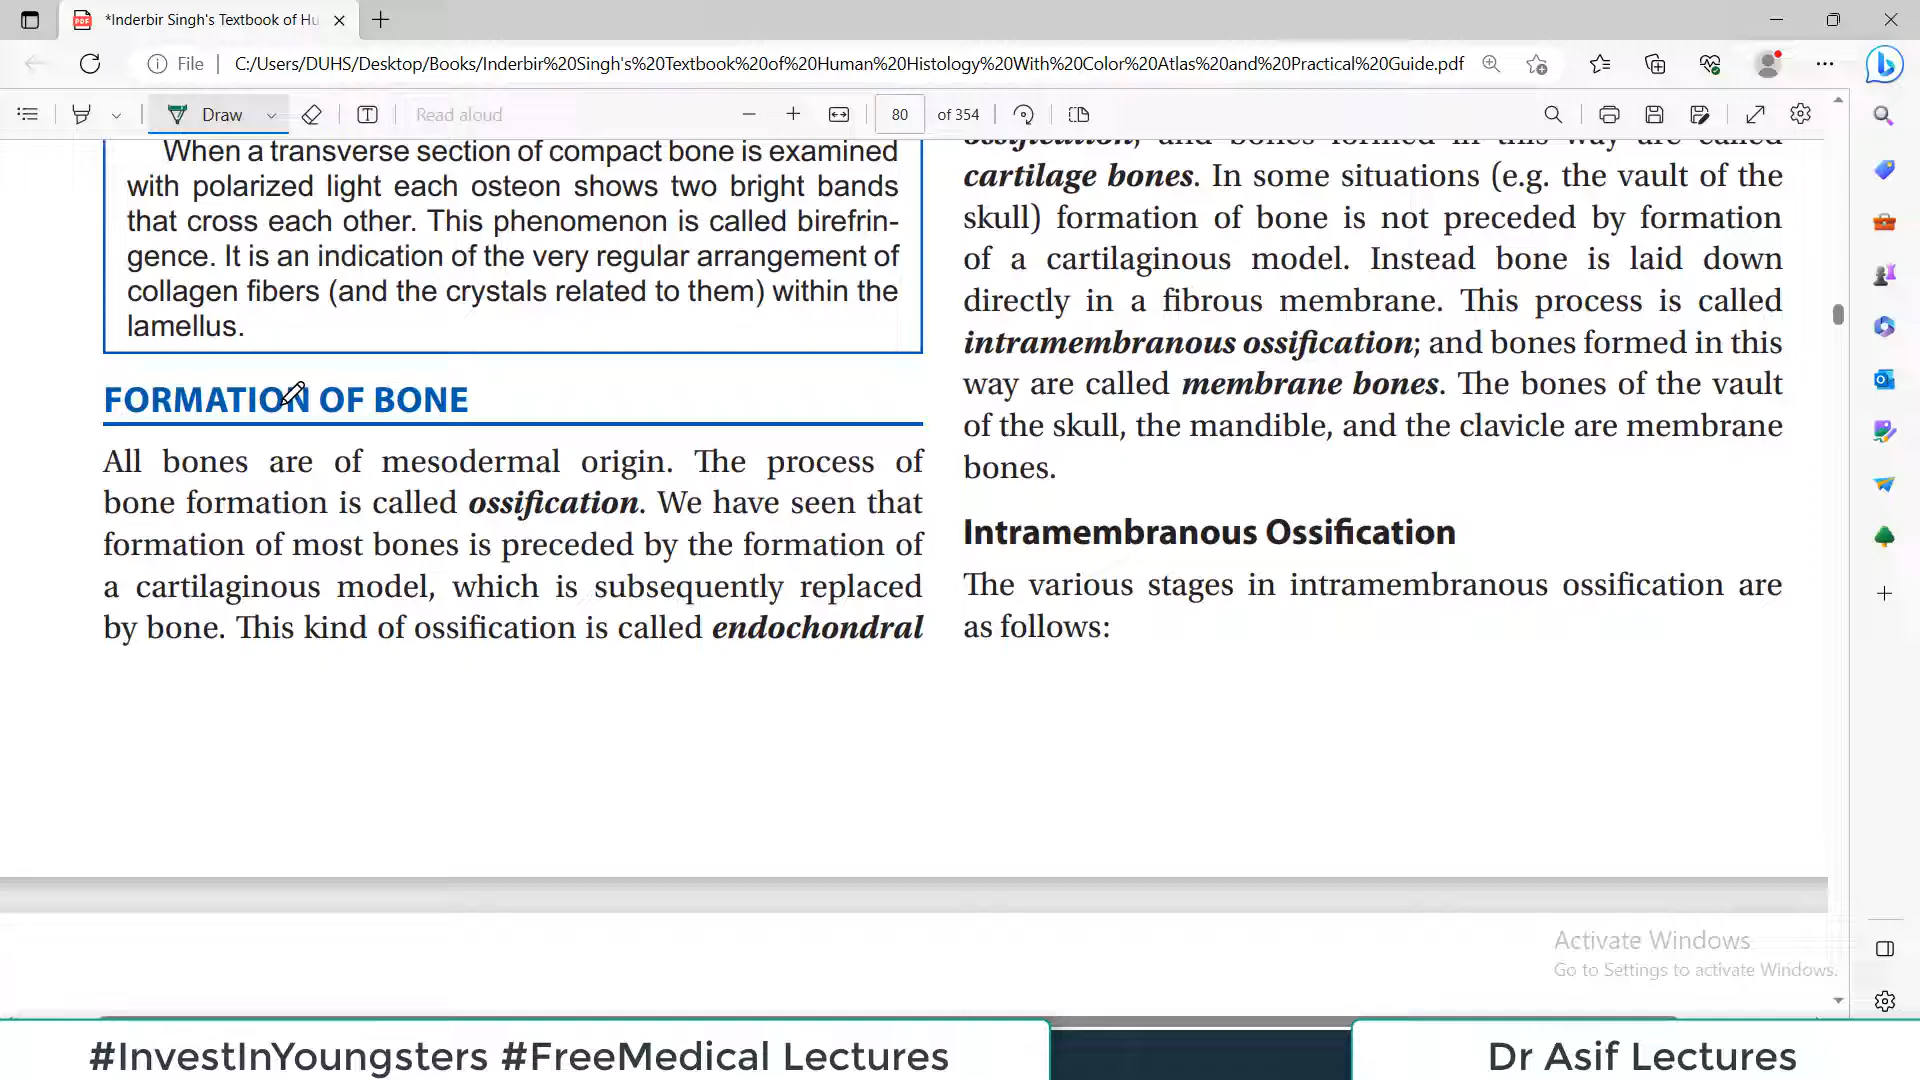 *Inderbir Singh's Textbook of Hu
File
C:/Users/DUHS/Desktop/Books/Inderbir%20Singh's%20Textbook%20of%20Human%20Histology%20With%20Color%20Atlas%20and%20Practical%20Guide.pdf
Draw
Read aloud
80 of 354
When a transverse section of compact bone is examined
with polarized light each osteon shows two bright bands
that cross each other. This phenomenon is called birefrin-
gence. It is an indication of the very regular arrangement of
collagen fibers (and the crystals related to them) within the
lamellus.
FORMATION OF BONE
All bones are of mesodermal origin. The process of
bone formation is called ossification. We have seen that
formation of most bones is preceded by the formation of
a cartilaginous model, which is subsequently replaced
by bone. This kind of ossification is called endochondral
ossification, and bones formed in this way are called
cartilage bones. In some situations (e.g. the vault of the
skull) formation of bone is not preceded by formation
of a cartilaginous model. Instead bone is laid down
directly in a fibrous membrane. This process is called
intramembranous ossification; and bones formed in this
way are called membrane bones. The bones of the vault
of the skull, the mandible, and the clavicle are membrane
bones.
Intramembranous Ossification
The various stages in intramembranous ossification are
as follows:
Activate Windows
Go to Settings to activate Windows.
#InvestInYoungsters #FreeMedical Lectures
Dr Asif Lectures